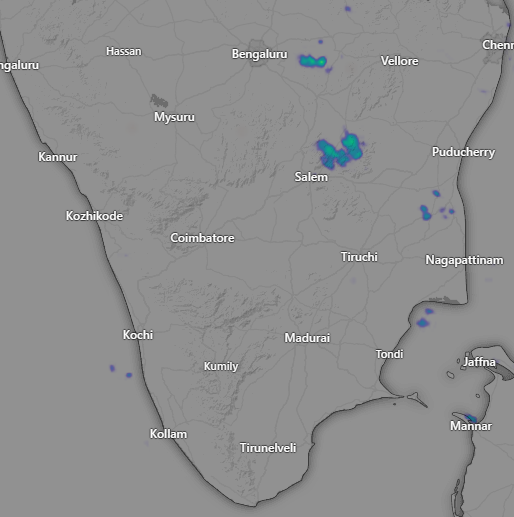 Hassan
Bengaluru
Chenn
ngaluru
Vellore
Mysuru
Kannur
Puducherry
Salem
Kozhikode
Coimbatore
Tiruchi
Nagapattinam
Kochi
Madurai
Tondi
Kumily
Jaffna
Mannar
Kollam
Tirunelveli